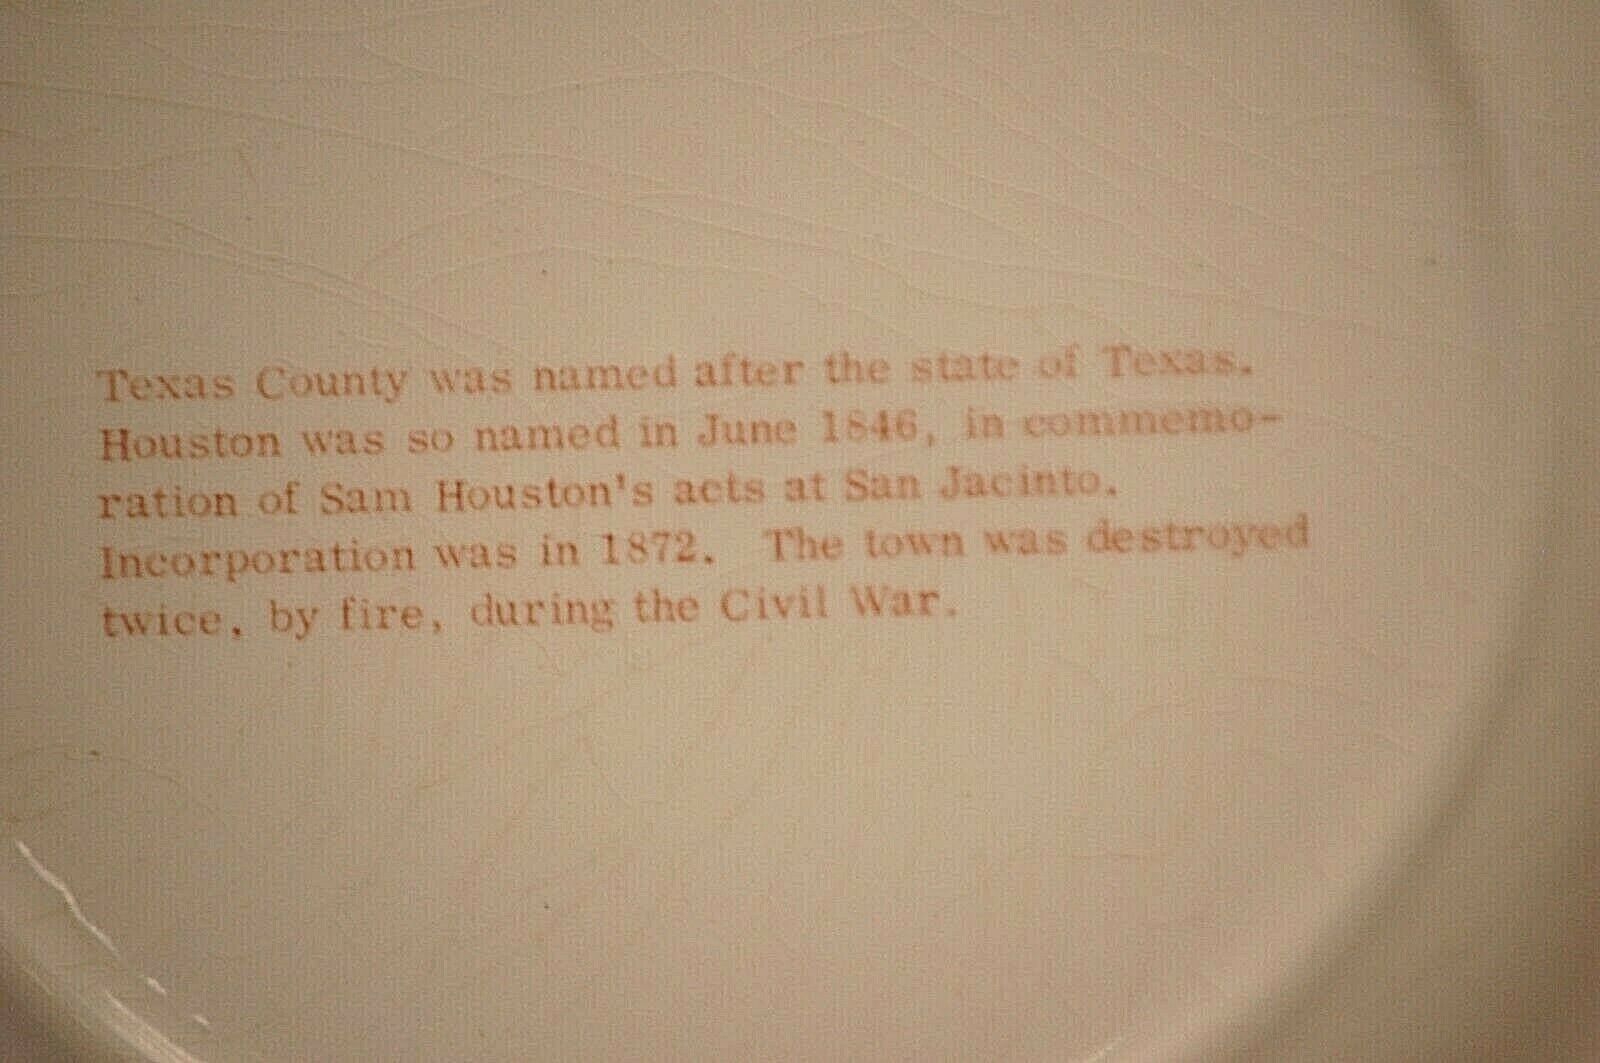 Texas County was named after the state of Texas.
Houston was so named in June 1846, in commemo-
ration of Sam Houston's acts at San Jacinto.
Incorporation was in 1872. The town was destroyed
twice, by fire, during the Civil War.